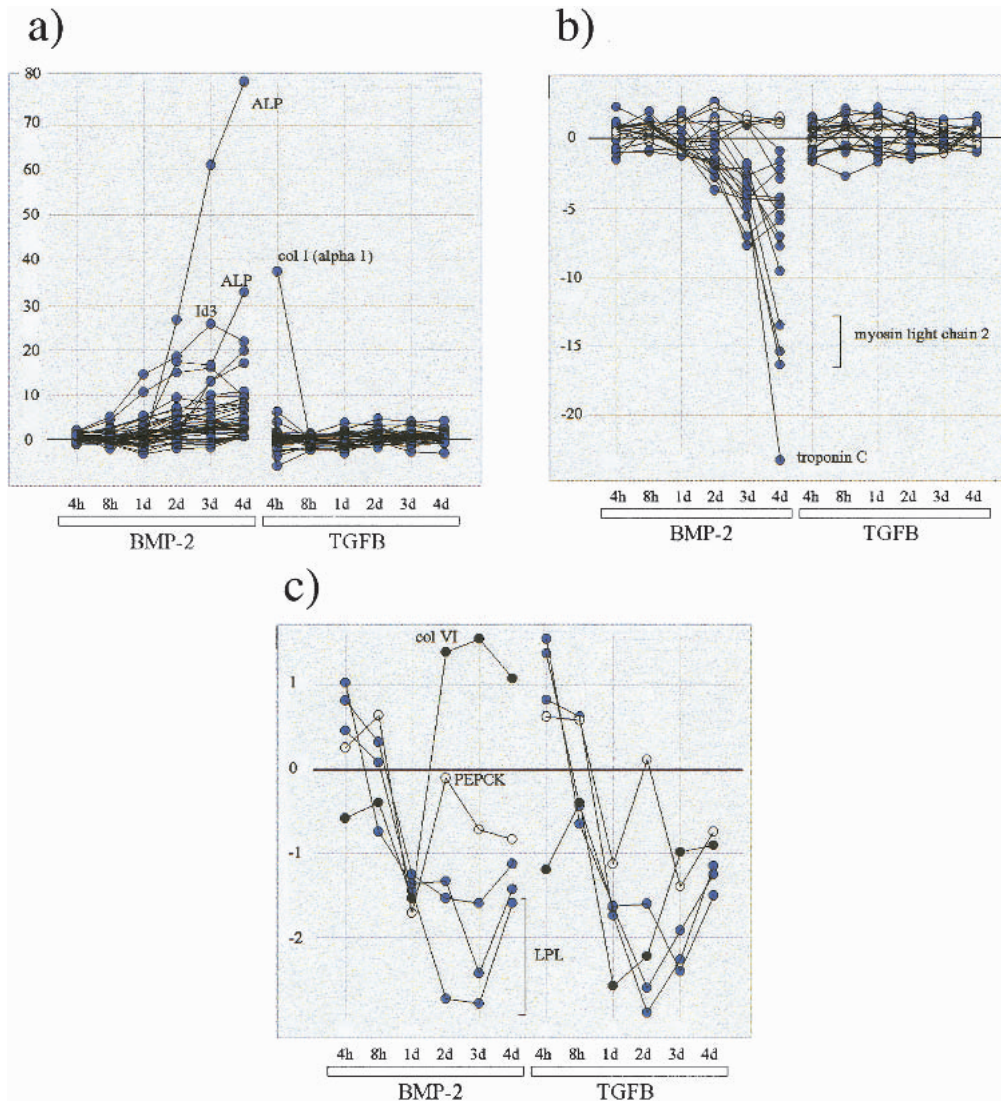 a)
80
70
60
50
40
30
20
10
0
ALP
ALP
Id3
col I (alpha 1)
4h 8h 1d 2d 3d 4d 4h 8h 1d 2d 3d 4d
BMP-2 TGFB
b)
0
-5
-10
-15
-20
myosin light chain 2
troponin C
4h 8h 1d 2d 3d 4d 4h 8h 1d 2d 3d 4d
BMP-2 TGFB
c)
1
0
-1
-2
col VI
PEPCK
LPL
4h 8h 1d 2d 3d 4d 4h 8h 1d 2d 3d 4d
BMP-2 TGFB